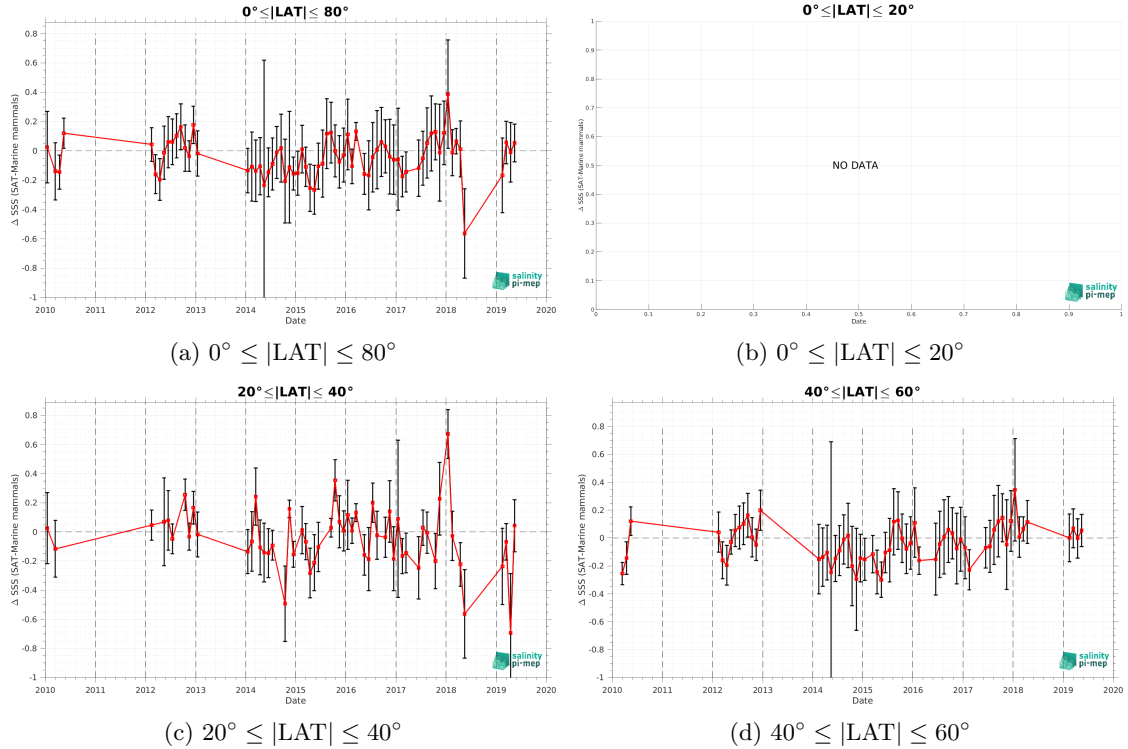 0°≤|LAT|≤ 80°
Δ SSS (SAT-Marine mammals)
0.8
0.6
0.4
0.2
0
-0.2
-0.4
-0.6
-0.8
-1
2010 2011 2012 2013 2014 2015 2016 2017 2018 2019 2020
Date
salinity
pi-mep
(a) 0° ≤ |LAT| ≤ 80°
0°≤|LAT|≤ 20°
Δ SSS (SAT-Marine mammals)
1
0.9
0.8
0.7
0.6
0.5
0.4
0.3
0.2
0.1
0
NO DATA
0 0.1 0.2 0.3 0.4 0.5 0.6 0.7 0.8 0.9 1
Date
salinity
pi-mep
(b) 0° ≤ |LAT| ≤ 20°
20°≤|LAT|≤ 40°
Δ SSS (SAT-Marine mammals)
0.8
0.6
0.4
0.2
0
-0.2
-0.4
-0.6
-0.8
-1
2010 2011 2012 2013 2014 2015 2016 2017 2018 2019 2020
Date
salinity
pi-mep
(c) 20° ≤ |LAT| ≤ 40°
40°≤|LAT|≤ 60°
Δ SSS (SAT-Marine mammals)
0.8
0.6
0.4
0.2
0
-0.2
-0.4
-0.6
-0.8
-1
2010 2011 2012 2013 2014 2015 2016 2017 2018 2019 2020
Date
salinity
pi-mep
(d) 40° ≤ |LAT| ≤ 60°